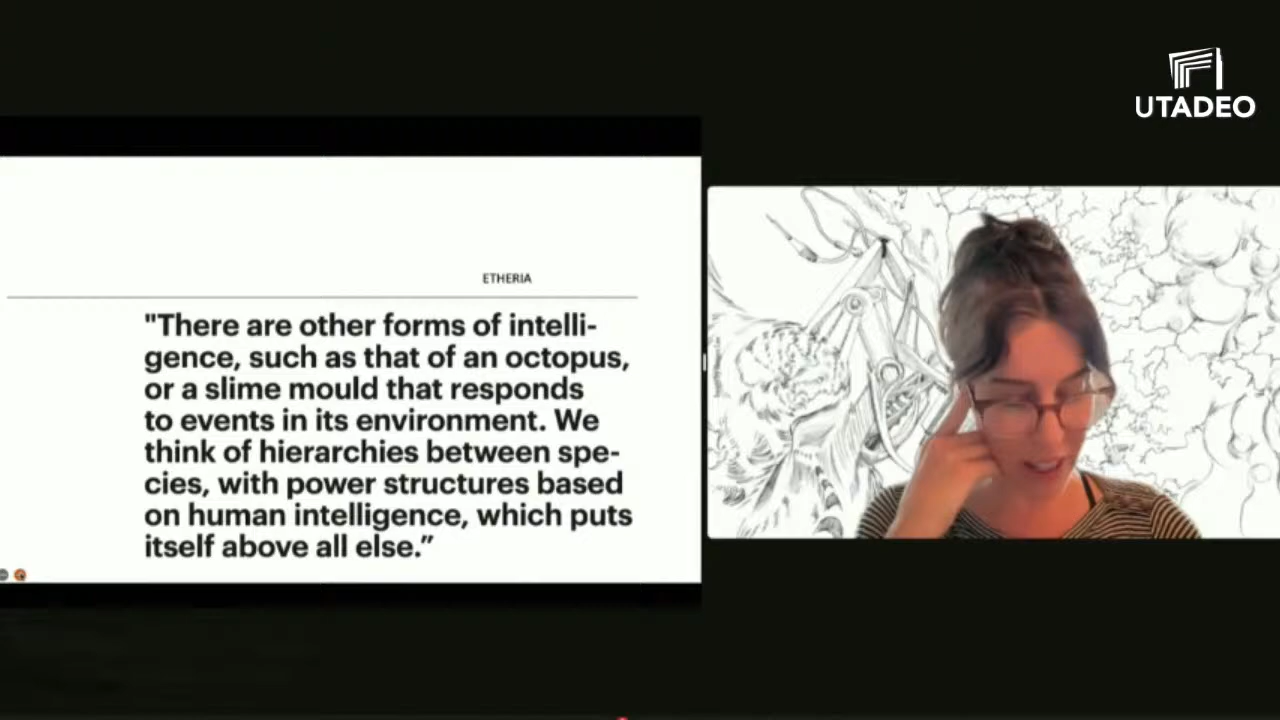 UTADEO
ETHERIA
"There are other forms of intelli-
gence, such as that of an octopus,
or a slime mould that responds
to events in its environment. We
think of hierarchies between spe-
cies, with power structures based
on human intelligence, which puts
itself above all else.”